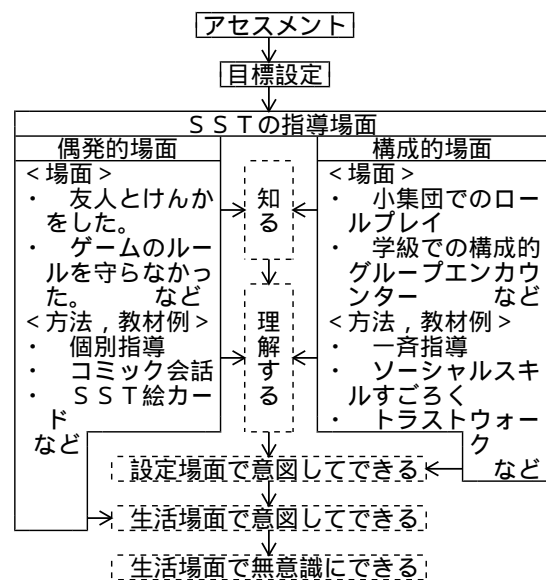 アセスメント
目標設定
ＳＳＴの指導場面
偶発的場面
＜場面＞
・　友人とけんか
をした。
・　ゲームのルー
ルを守らなかっ
た。　　など
＜方法，教材例＞
・　個別指導
・　コミック会話
・　ＳＳＴ絵カー
ド
など
知る
理解する
構成的場面
＜場面＞
・　小集団でのロー
ルプレイ
・　学級での構成的
グループエンカウ
ンター　　など
＜方法，教材例＞
・　一斉指導
・　ソーシャルスキ
ルすごろく
・　トラストウォー
ク
など
設定場面で意図してできる
生活場面で意図してできる
生活場面で無意識にできる